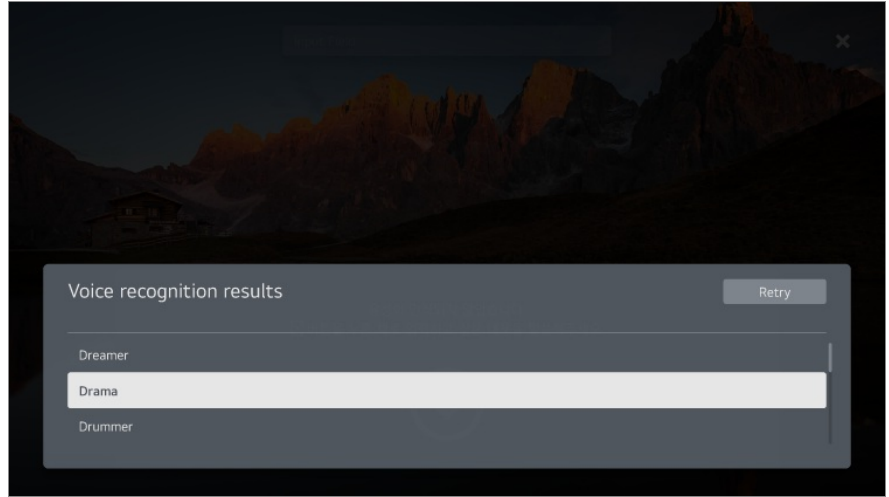 Voice recognition results
Retry
Dreamer
Drama
Drummer